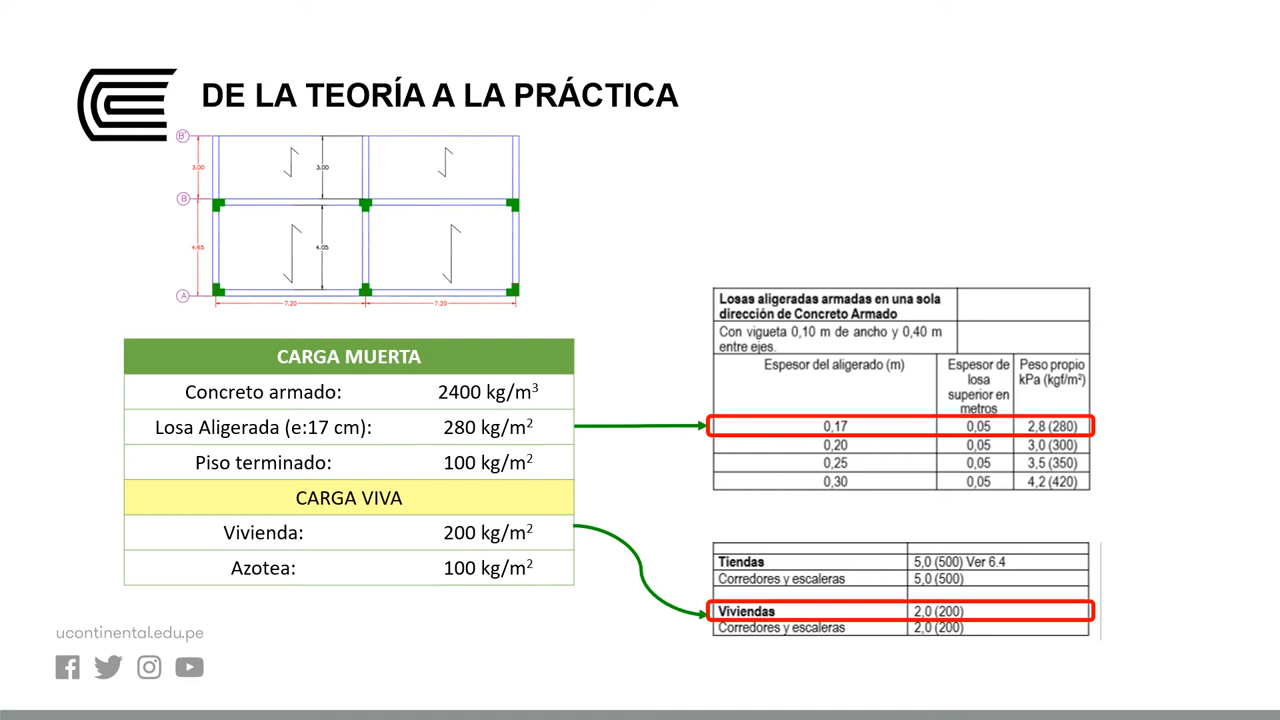 DE LA TEORÍA A LA PRÁCTICA
B'
3.00
3.00
B
4.65
4.05
A
7.20
7.20
CARGA MUERTA
Concreto armado: 2400 kg/m³
Losa Aligerada (e:17 cm): 280 kg/m²
Piso terminado: 100 kg/m²
CARGA VIVA
Vivienda: 200 kg/m²
Azotea: 100 kg/m²
Losas aligeradas armadas en una sola
dirección de Concreto Armado
Con vigueta 0,10 m de ancho y 0,40 m
entre ejes.
Espesor del aligerado (m) Espesor de losa superior en metros Peso propio kPa (kgf/m²)
0,17 0,05 2,8 (280)
0,20 0,05 3,0 (300)
0,25 0,05 3,5 (350)
0,30 0,05 4,2 (420)
Tiendas 5,0 (500) Ver 6.4
Corredores y escaleras 5,0 (500)
Viviendas 2,0 (200)
Corredores y escaleras 2,0 (200)
ucontinental.edu.pe